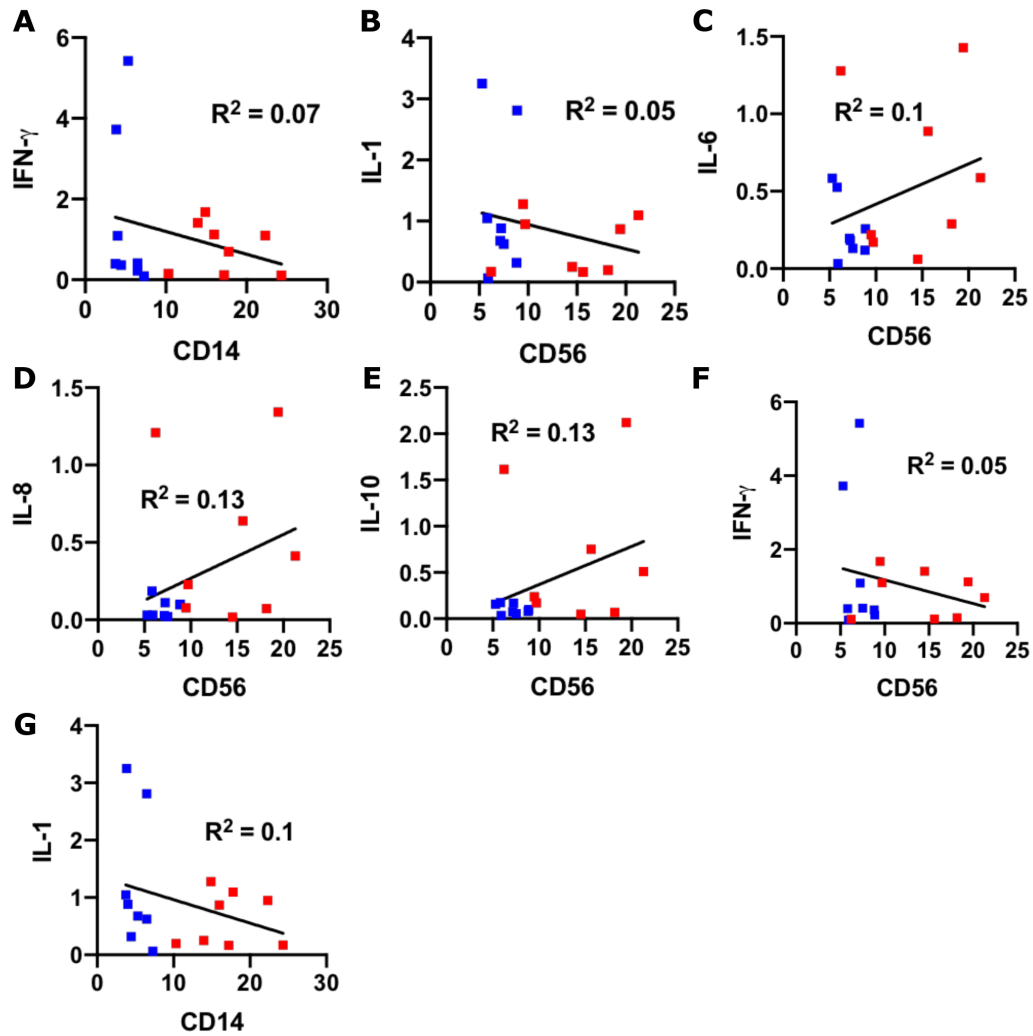 A
IFN-γ
6
4
2
0
R² = 0.07
0 10 20 30
CD14
B
IL-1
4
3
2
1
0
R² = 0.05
0 5 10 15 20 25
CD56
C
IL-6
1.5
1.0
0.5
0.0
R² = 0.1
0 5 10 15 20 25
CD56
D
IL-8
1.5
1.0
0.5
0.0
R² = 0.13
0 5 10 15 20 25
CD56
E
IL-10
2.5
2.0
1.5
1.0
0.5
0.0
R² = 0.13
0 5 10 15 20 25
CD56
F
IFN-γ
6
4
2
0
R² = 0.05
0 5 10 15 20 25
CD56
G
IL-1
4
3
2
1
0
R² = 0.1
0 10 20 30
CD14